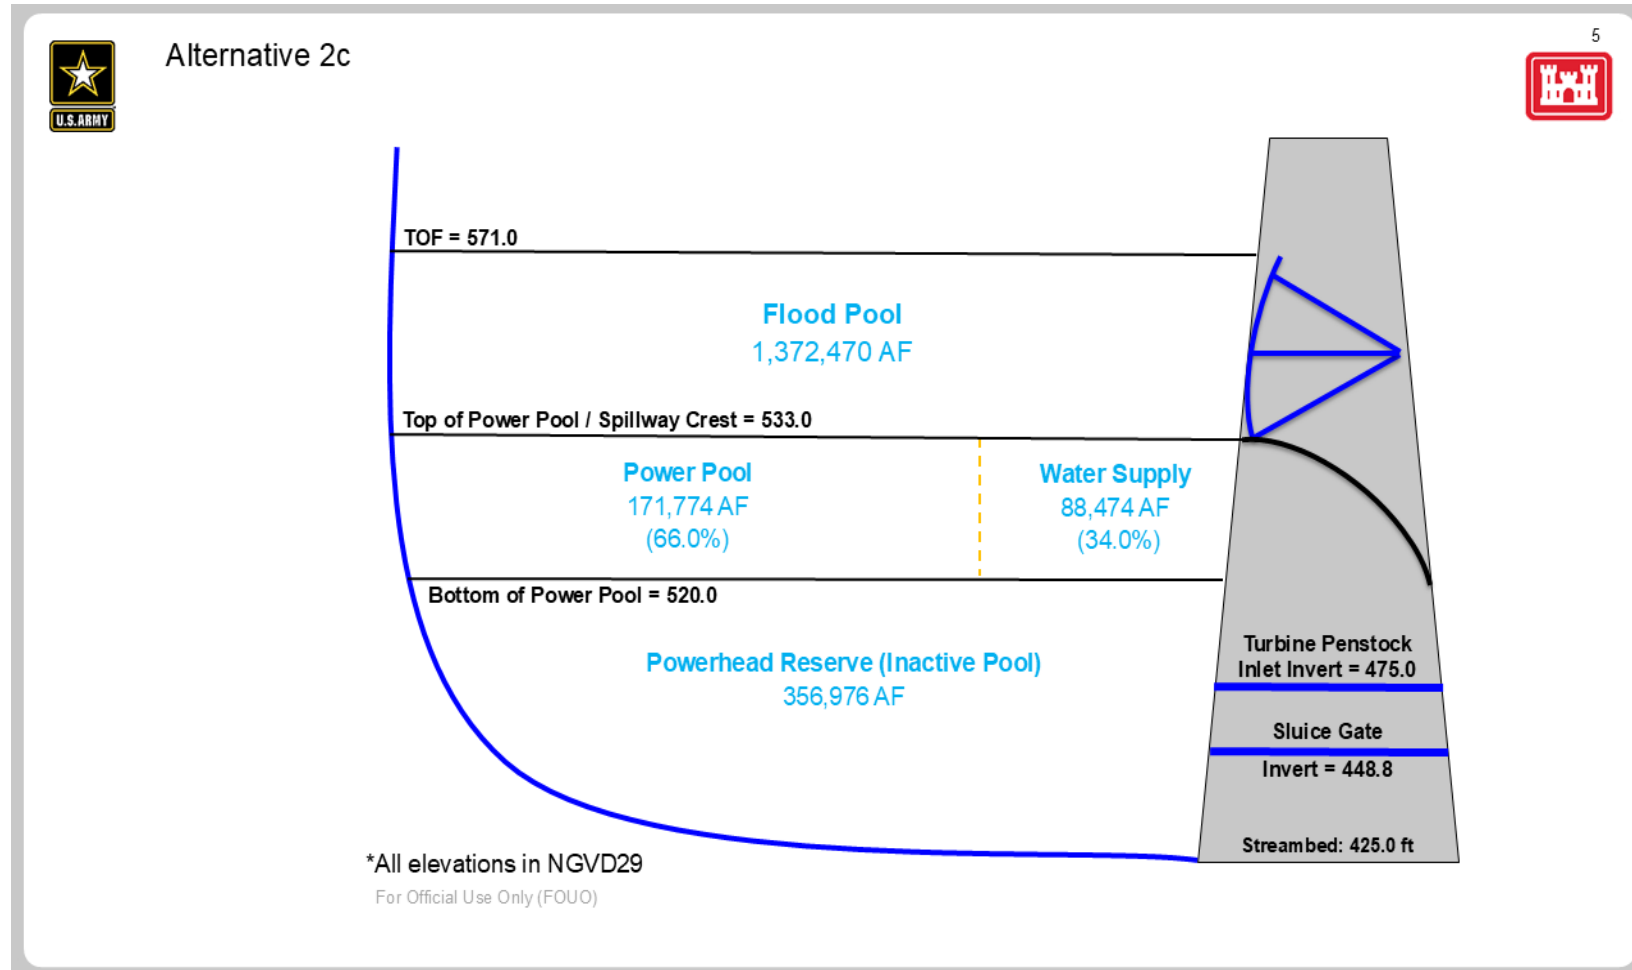 5
Alternative 2c
U.S.ARMY
TOF = 571.0
Flood Pool
1,372,470 AF
Top of Power Pool / Spillway Crest = 533.0
Power Pool
171,774 AF
(66.0%)
Water Supply
88,474 AF
(34.0%)
Bottom of Power Pool = 520.0
Powerhead Reserve (Inactive Pool)
356,976 AF
Turbine Penstock
Inlet Invert = 475.0
Sluice Gate
Invert = 448.8
Streambed: 425.0 ft
*All elevations in NGVD29
For Official Use Only (FOUO)